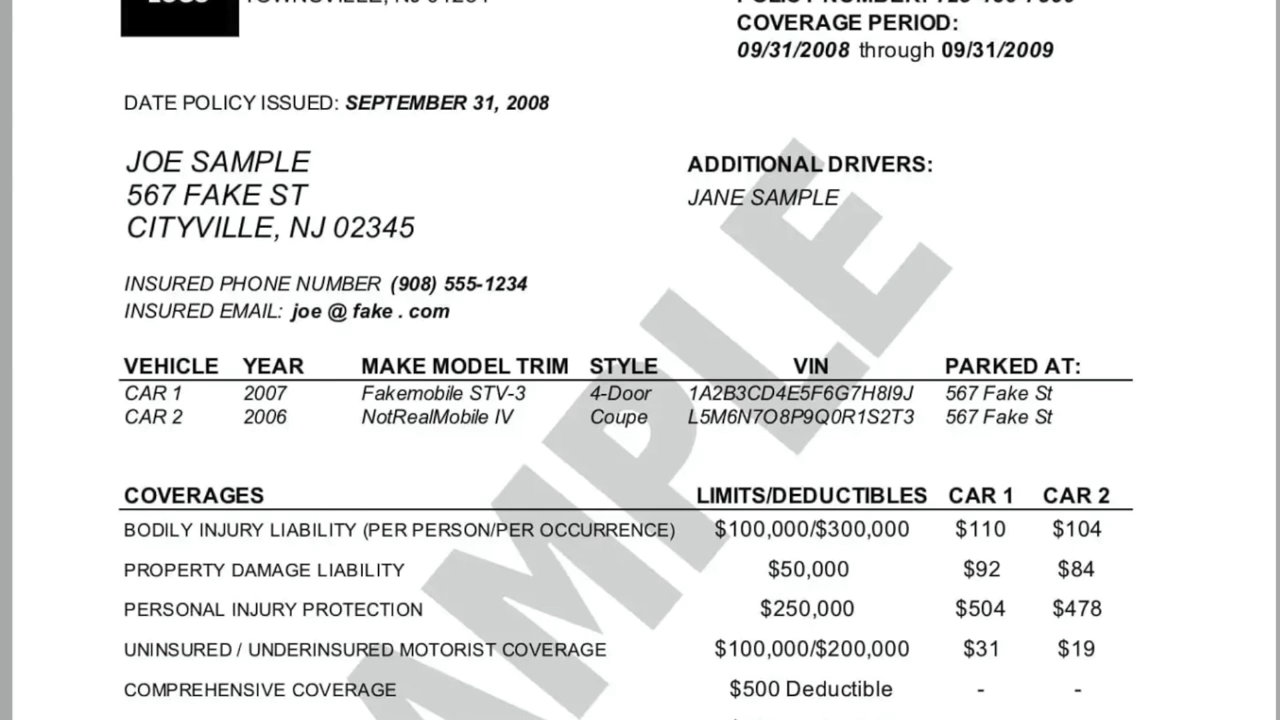 TOWNSVILLE, NJ 01234
COVERAGE PERIOD:
09/31/2008 through 09/31/2009
DATE POLICY ISSUED: SEPTEMBER 31, 2008
JOE SAMPLE
567 FAKE ST
CITYVILLE, NJ 02345
ADDITIONAL DRIVERS:
JANE SAMPLE
INSURED PHONE NUMBER (908) 555-1234
INSURED EMAIL: joe @ fake . com
VEHICLE YEAR MAKE MODEL TRIM STYLE VIN PARKED AT:
CAR 1 2007 Fakemobile STV-3 4-Door 1A2B3CD4E5F6G7H8I9J 567 Fake St
CAR 2 2006 NotRealMobile IV Coupe L5M6N7O8P9Q0R1S2T3 567 Fake St
COVERAGES LIMITS/DEDUCTIBLES CAR 1 CAR 2
BODILY INJURY LIABILITY (PER PERSON/PER OCCURRENCE) $100,000/$300,000 $110 $104
PROPERTY DAMAGE LIABILITY $50,000 $92 $84
PERSONAL INJURY PROTECTION $250,000 $504 $478
UNINSURED / UNDERINSURED MOTORIST COVERAGE $100,000/$200,000 $31 $19
COMPREHENSIVE COVERAGE $500 Deductible - -
AMPLE